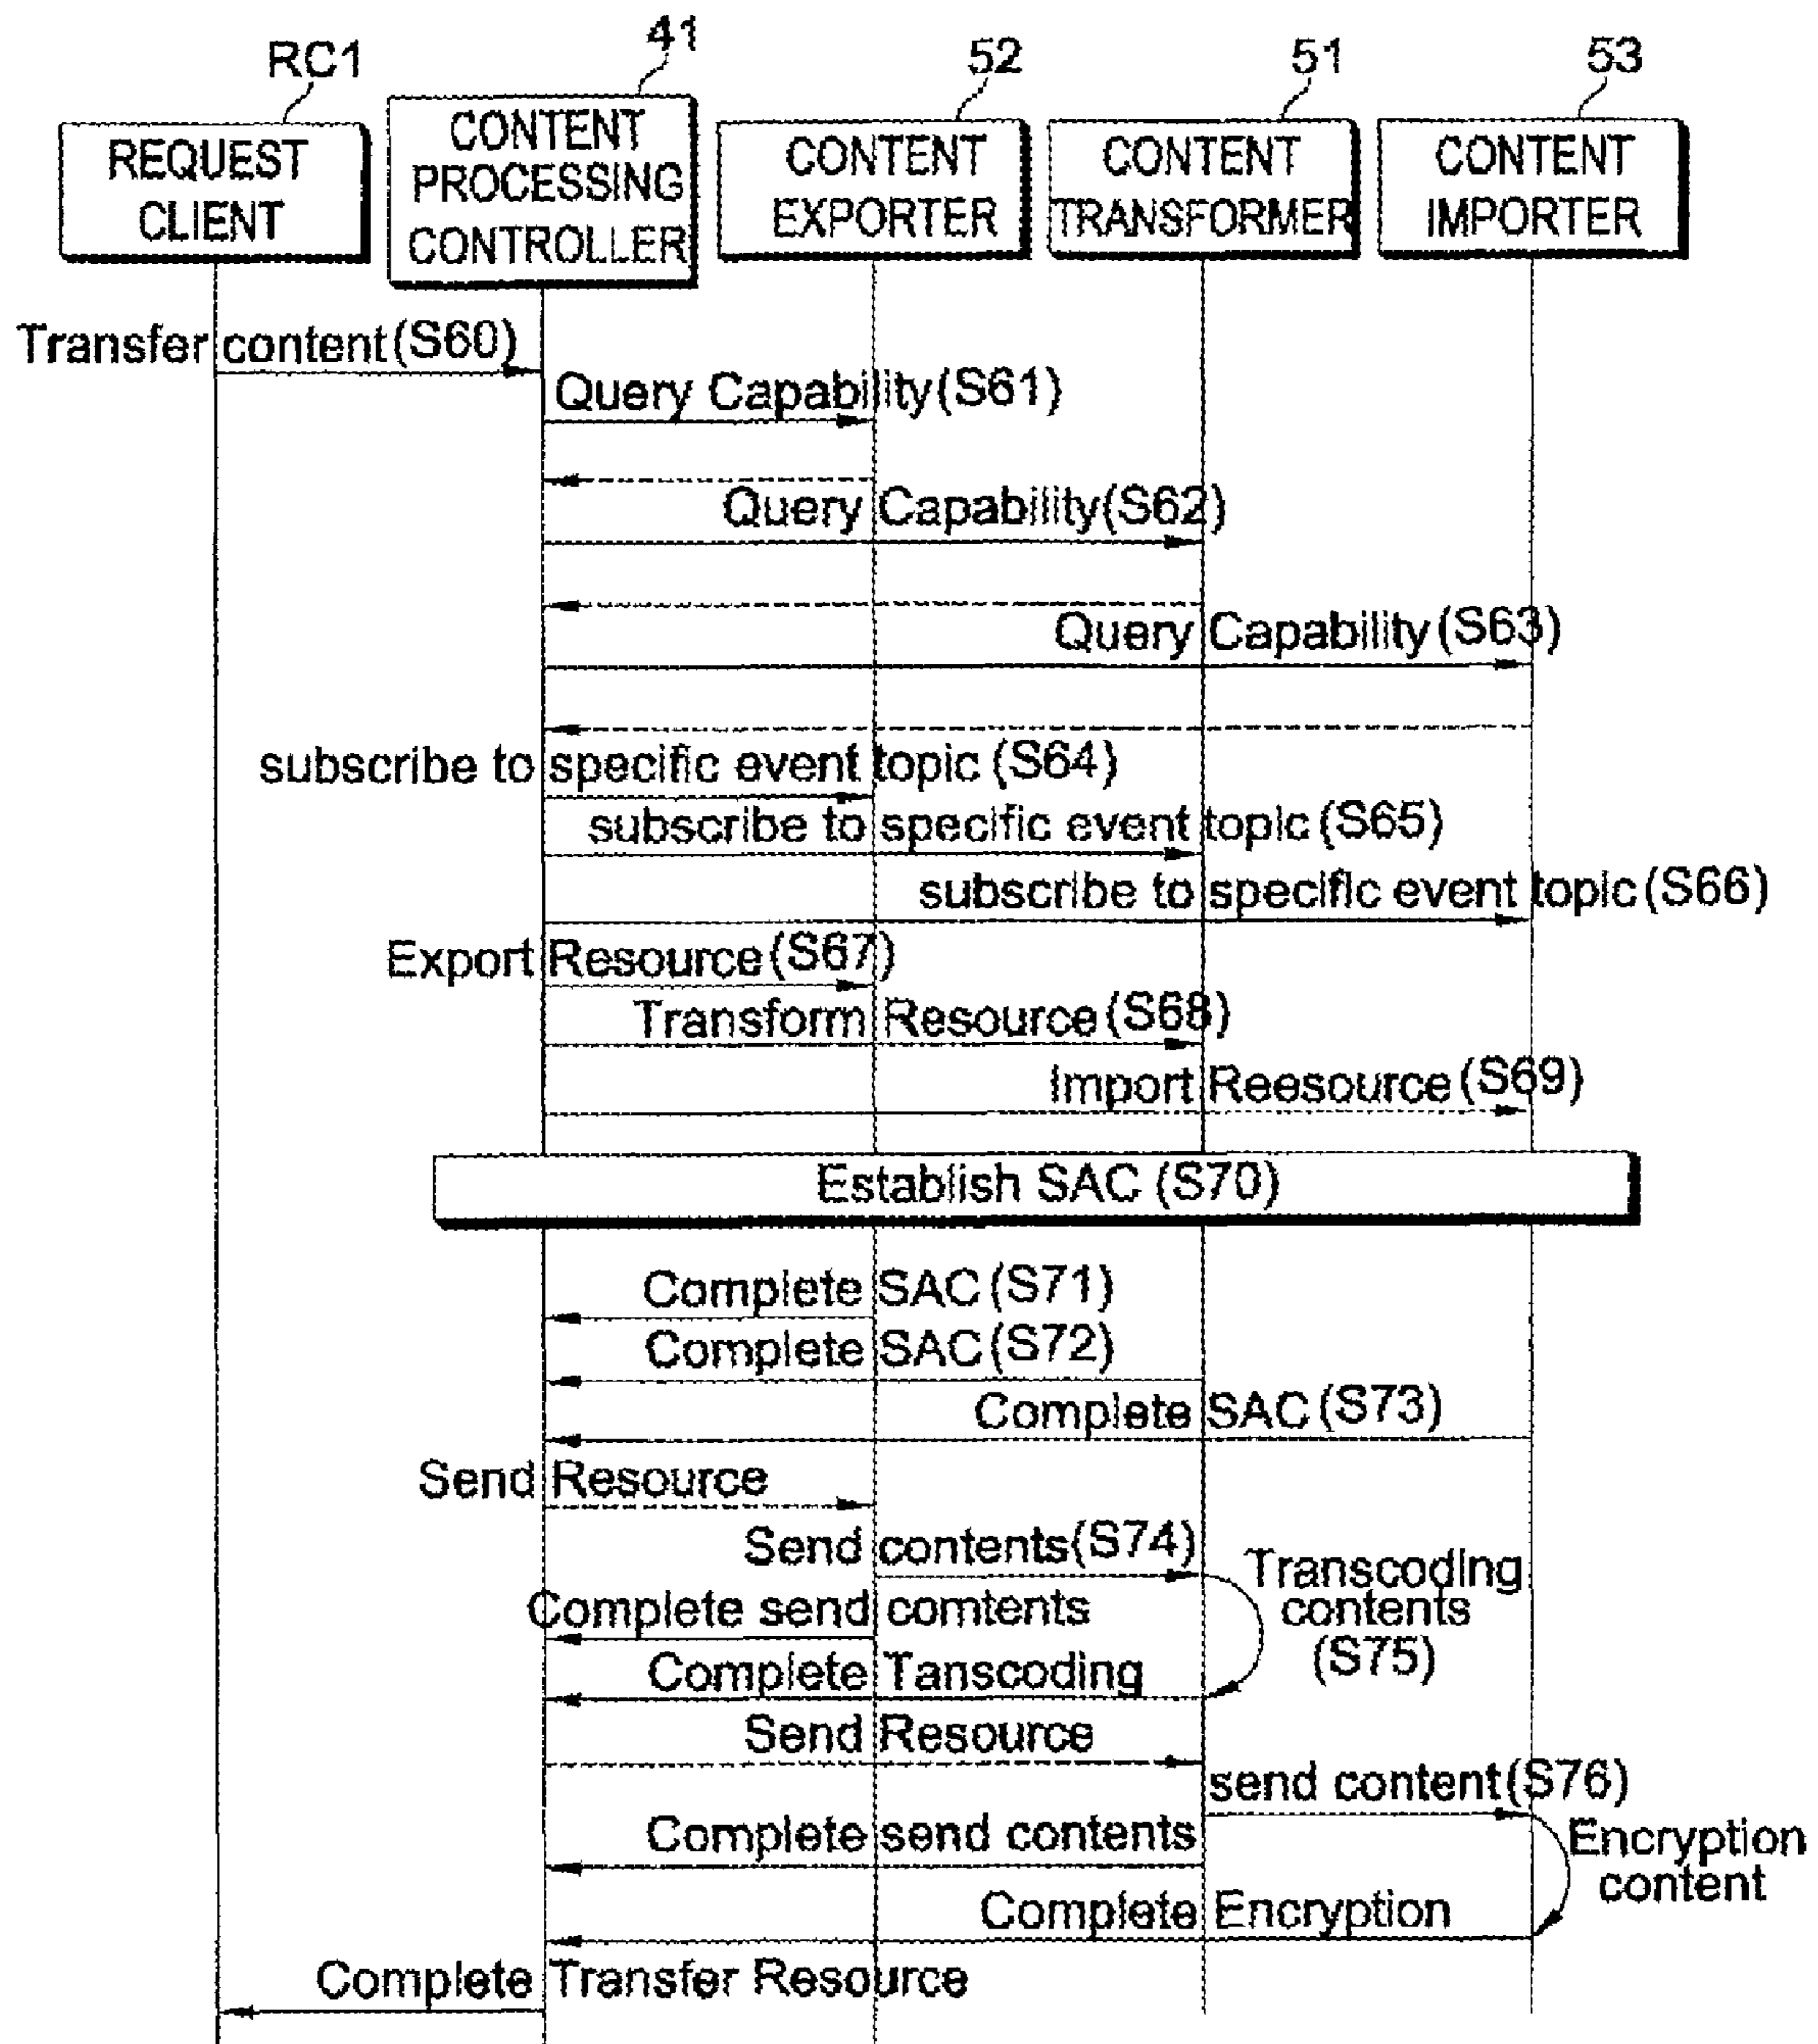 RC1
41
52
51
53
REQUEST
CLIENT
CONTENT
PROCESSING
CONTROLLER
CONTENT
EXPORTER
CONTENT
TRANSFORMER
CONTENT
IMPORTER
Transfer content(S60)
Query Capability(S61)
Query Capability(S62)
Query Capability(S63)
subscribe to specific event topic(S64)
subscribe to specific event topic(S65)
subscribe to specific event topic(S66)
Export Resource(S67)
Transform Resource(S68)
Import Reesource(S69)
Establish SAC (S70)
Complete SAC(S71)
Complete SAC(S72)
Complete SAC(S73)
Send Resource
Send contents(S74)
Transcoding
contents
(S75)
Complete send comtents
Complete Tanscoding
Send Resource
send content(S76)
Complete send contents
Encryption
content
Complete Encryption
Complete Transfer Resource